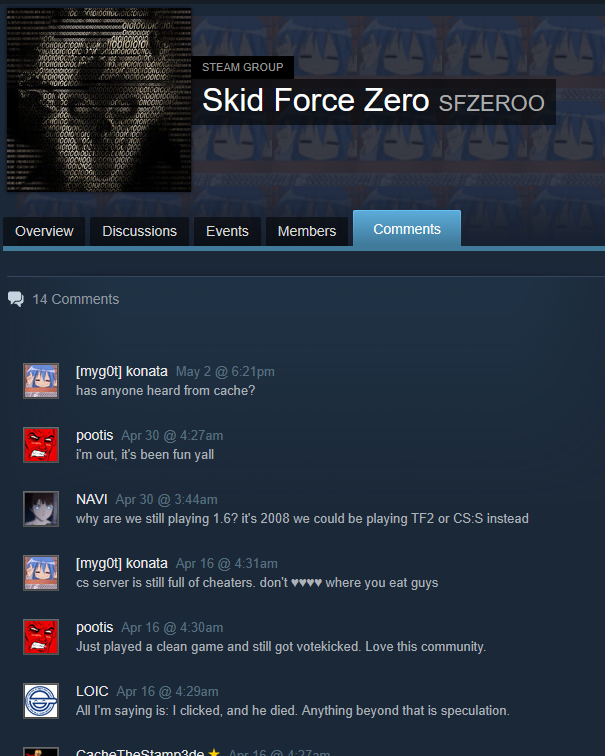 STEAM GROUP
Skid Force Zero SFZEROO
Overview Discussions Events Members Comments
14 Comments
[myg0t] konata May 2 @ 6:21pm
has anyone heard from cache?
pootis Apr 30 @ 4:27am
i'm out, it's been fun yall
NAVI Apr 30 @ 3:44am
why are we still playing 1.6? it's 2008 we could be playing TF2 or CS:S instead
[myg0t] konata Apr 16 @ 4:31am
cs server is still full of cheaters. don't ♥♥♥♥ where you eat guys
pootis Apr 16 @ 4:30am
Just played a clean game and still got votekicked. Love this community.
LOIC Apr 16 @ 4:29am
All I'm saying is: I clicked, and he died. Anything beyond that is speculation.
CacheTheStamp3de ⭐ Apr 16 @ 4:27am